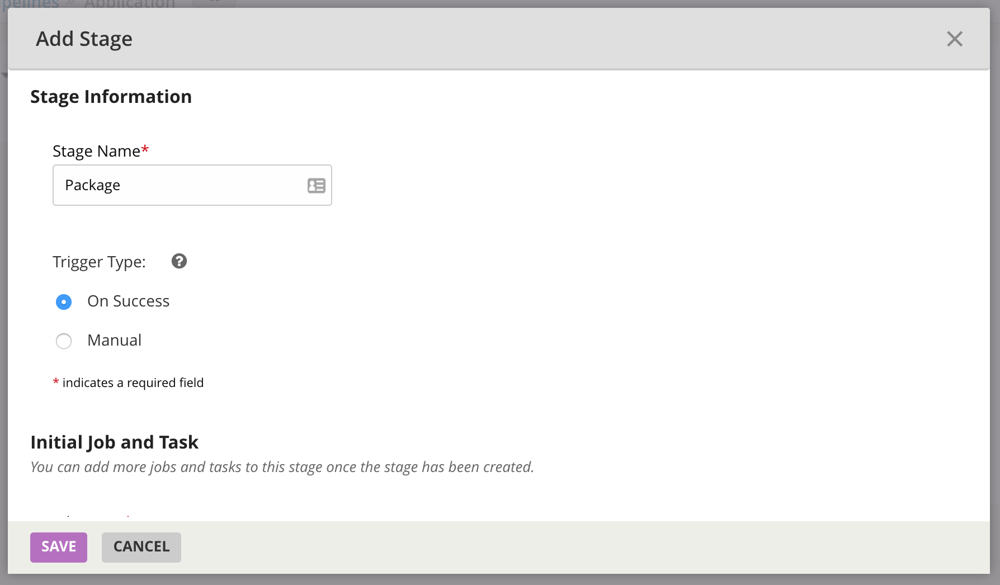 pelines » Application
Add Stage
Stage Information
Stage Name*
Package
Trigger Type:
On Success
Manual
* indicates a required field
Initial Job and Task
You can add more jobs and tasks to this stage once the stage has been created.
SAVE CANCEL